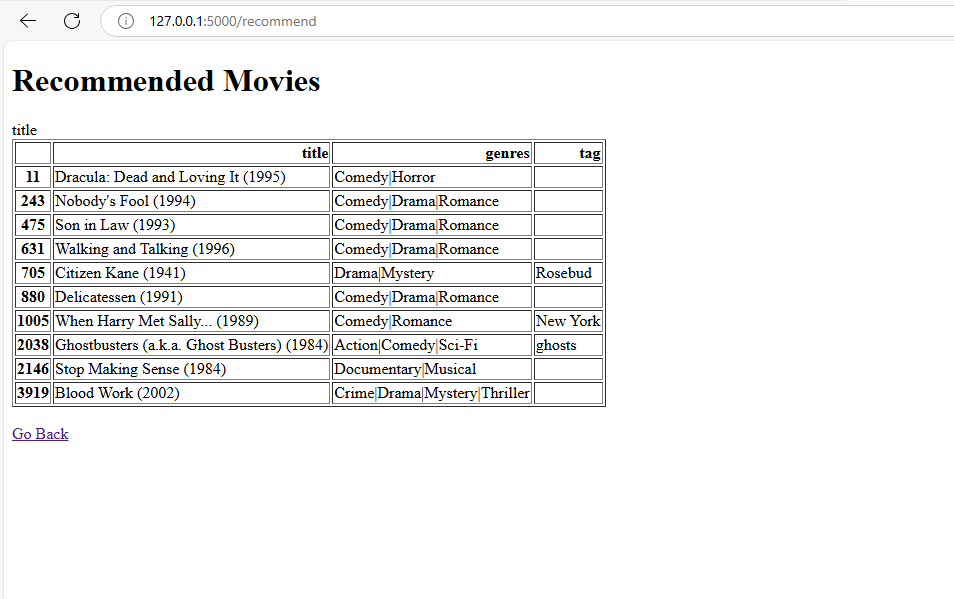 127.0.0.1:5000/recommend
Recommended Movies
title
title genres tag
11 Dracula: Dead and Loving It (1995) Comedy|Horror
243 Nobody's Fool (1994) Comedy|Drama|Romance
475 Son in Law (1993) Comedy|Drama|Romance
631 Walking and Talking (1996) Comedy|Drama|Romance
705 Citizen Kane (1941) Drama|Mystery Rosebud
880 Delicatessen (1991) Comedy|Drama|Romance
1005 When Harry Met Sally... (1989) Comedy|Romance New York
2038 Ghostbusters (a.k.a. Ghost Busters) (1984) Action|Comedy|Sci-Fi ghosts
2146 Stop Making Sense (1984) Documentary|Musical
3919 Blood Work (2002) Crime|Drama|Mystery|Thriller
Go Back